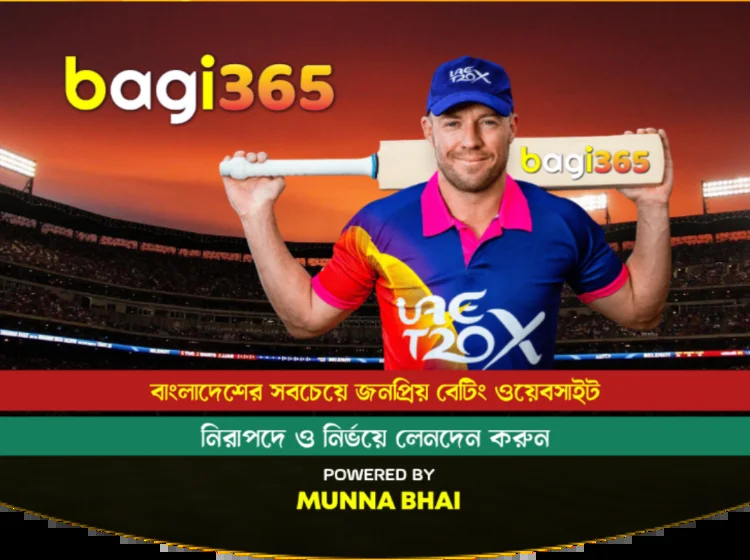 bagi365
UAE
T20X
bagi365
UAE
T20X
বাংলাদেশের সবচেয়ে জনপ্রিয় বেটিং ওয়েবসাইট
নিরাপদে ও নির্ভয়ে লেনদেন করুন
POWERED BY
MUNNA BHAI